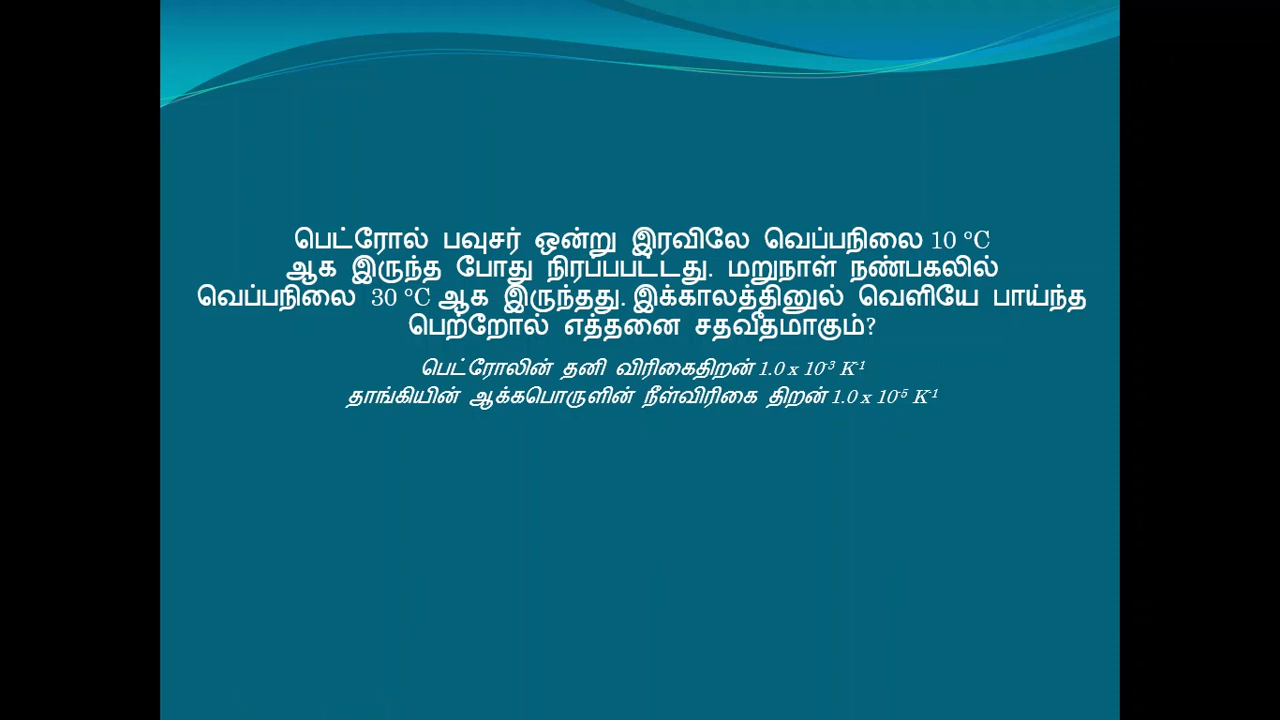 பெட்ரோல் பவுசர் ஒன்று இரவிலே வெப்பநிலை 10 °C
ஆக இருந்த போது நிரப்பபட்டது. மறுநாள் நண்பகலில்
வெப்பநிலை 30 °C ஆக இருந்தது. இக்காலத்தினுல் வெளியே பாய்ந்த
பெற்றோல் எத்தனை சதவீதமாகும்?
பெட்ரோலின் தனி விரிகைதிறன் 1.0 x 10⁻³ K⁻¹
தாங்கியின் ஆக்கபொருளின் நீள்விரிகை திறன் 1.0 x 10⁻⁵ K⁻¹